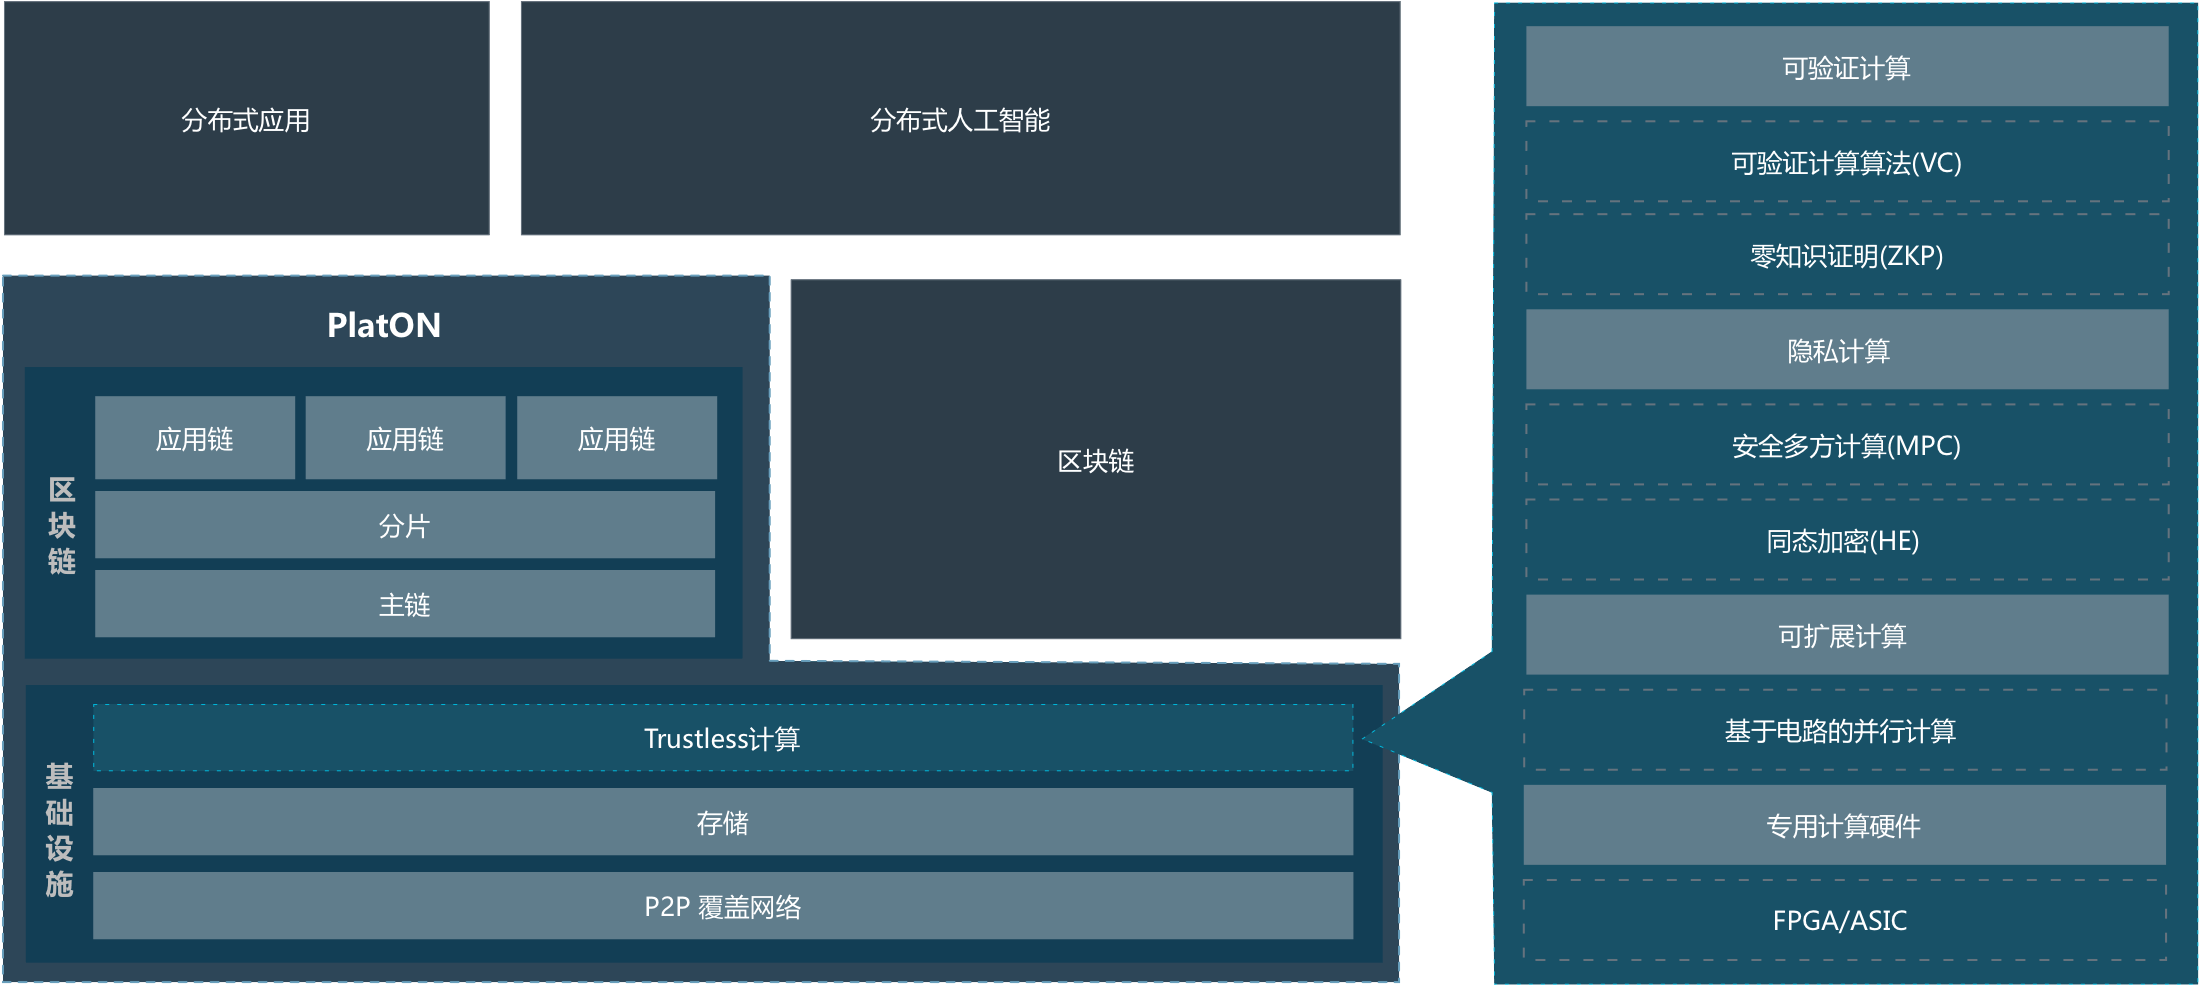 分布式应用
分布式人工智能
PlatON
区块链
应用链
应用链
应用链
分片
主链
区块链
基础设施
Trustless计算
存储
P2P 覆盖网络
可验证计算
可验证计算算法(VC)
零知识证明(ZKP)
隐私计算
安全多方计算(MPC)
同态加密(HE)
可扩展计算
基于电路的并行计算
专用计算硬件
FPGA/ASIC